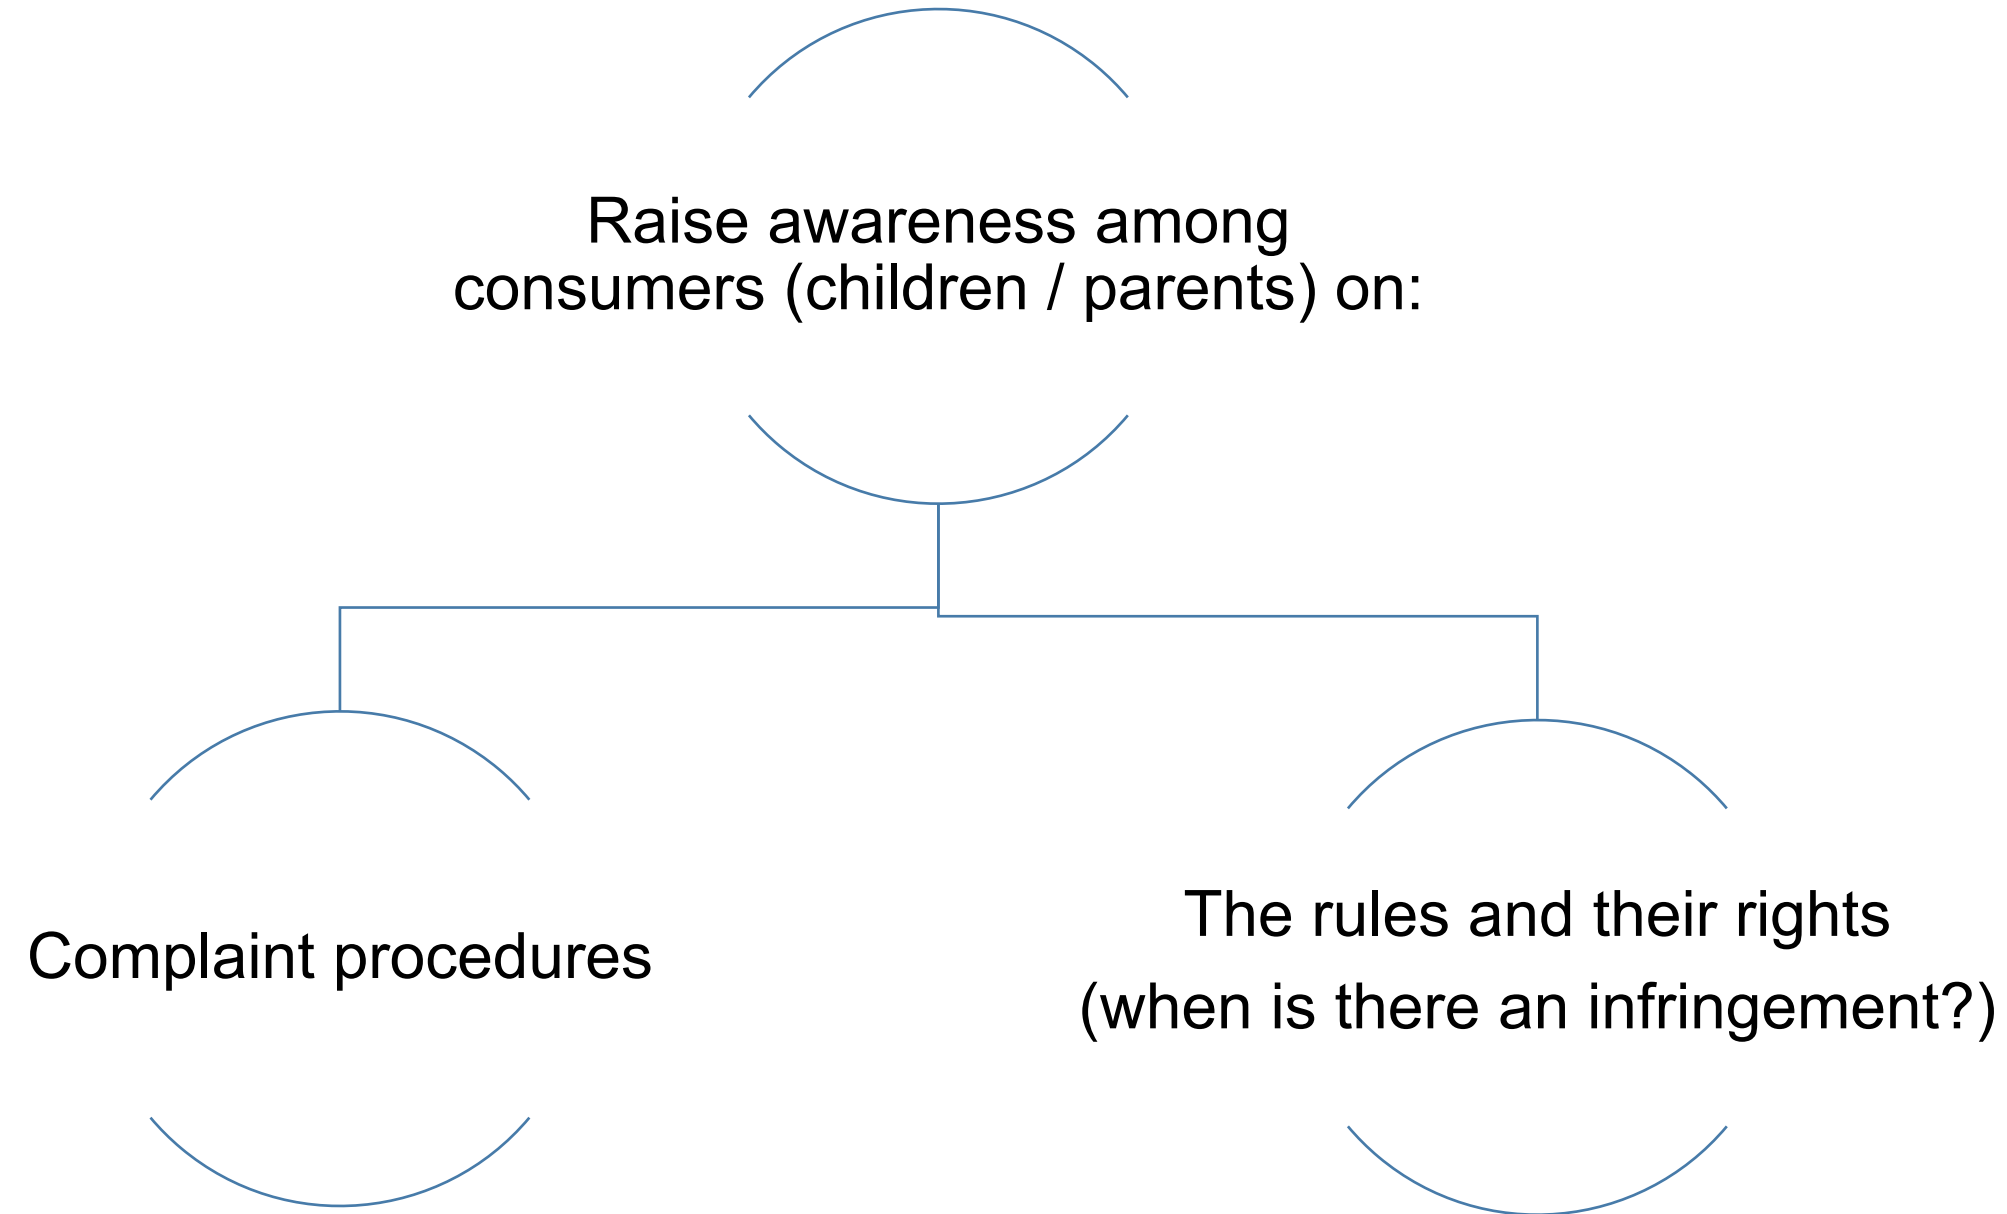 Raise awareness among
consumers (children / parents) on:
Complaint procedures
The rules and their rights
(when is there an infringement?)